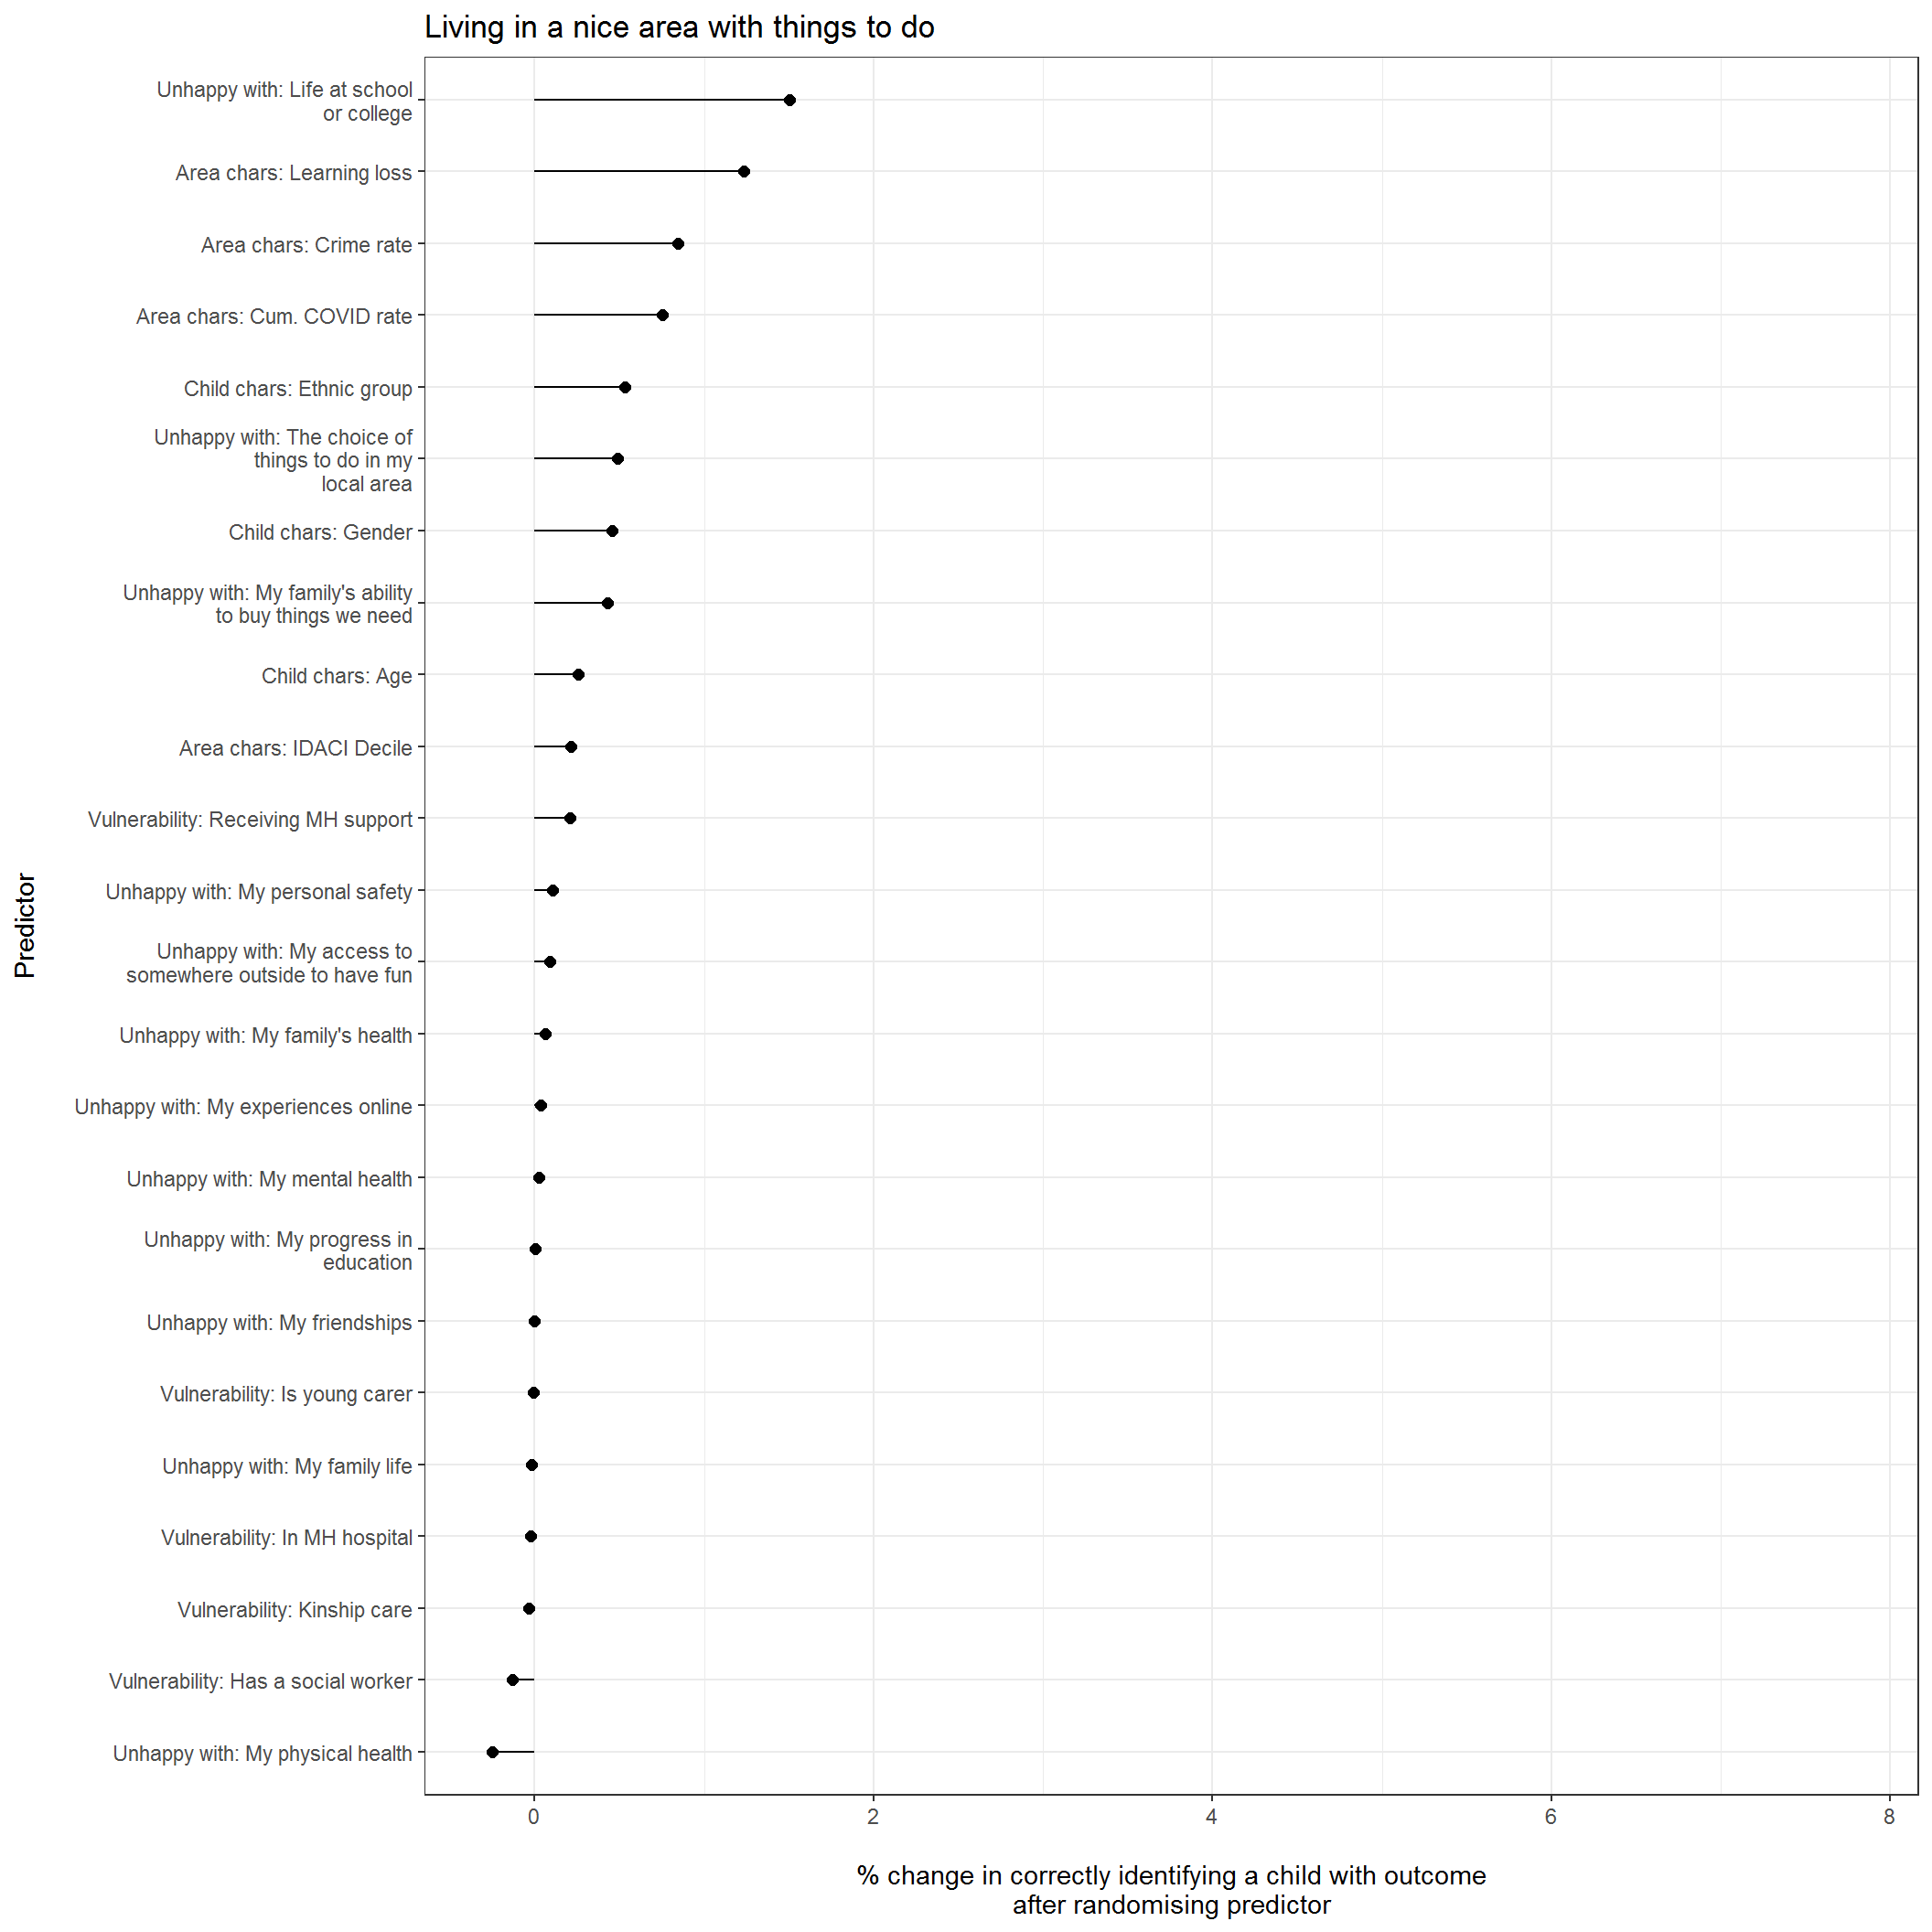 Living in a nice area with things to do
Unhappy with: Life at school
or college
Area chars: Learning loss
Area chars: Crime rate
Area chars: Cum. COVID rate
Child chars: Ethnic group
Unhappy with: The choice of
things to do in my
local area
Child chars: Gender
Unhappy with: My family's ability
to buy things we need
Child chars: Age
Area chars: IDACI Decile
Vulnerability: Receiving MH support
Unhappy with: My personal safety
Unhappy with: My access to
somewhere outside to have fun
Unhappy with: My family's health
Unhappy with: My experiences online
Unhappy with: My mental health
Unhappy with: My progress in
education
Unhappy with: My friendships
Vulnerability: Is young carer
Unhappy with: My family life
Vulnerability: In MH hospital
Vulnerability: Kinship care
Vulnerability: Has a social worker
Unhappy with: My physical health
Predictor
0 2 4 6 8
% change in correctly identifying a child with outcome
after randomising predictor